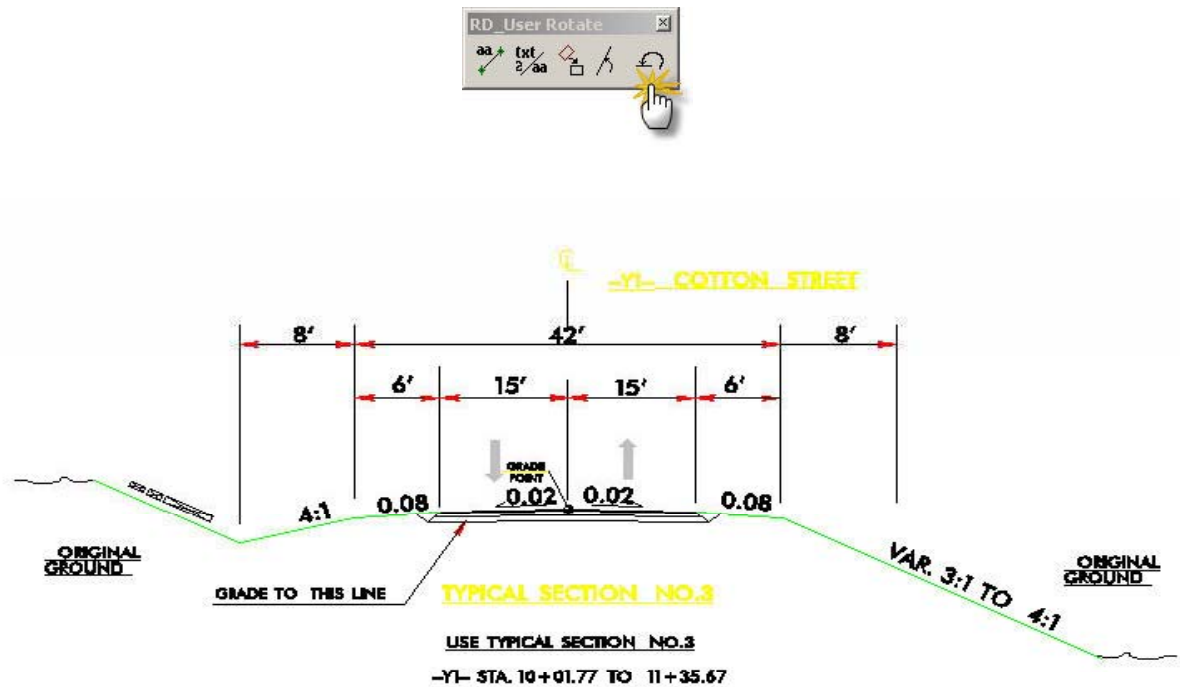 RD_User Rotate
aa
txt
2/aa
℄
-Y1- COTTON STREET
8' 42' 8'
6' 15' 15' 6'
GRADE
POINT
4:1 0.08 0.02 0.02 0.08
ORIGINAL
GROUND
VAR. 3:1 TO 4:1
ORIGINAL
GROUND
GRADE TO THIS LINE
TYPICAL SECTION NO.3
USE TYPICAL SECTION NO.3
-Y1- STA. 10+01.77 TO 11+35.67